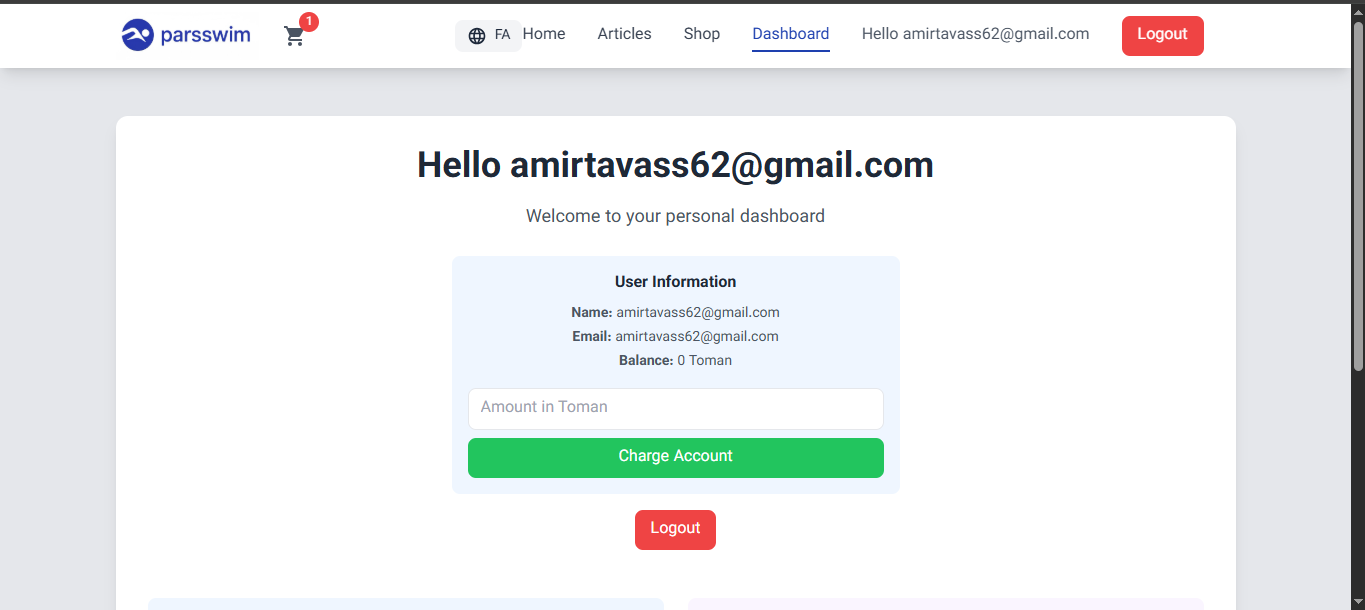 parsswim
1
FA
Home
Articles
Shop
Dashboard
Hello amirtavass62@gmail.com
Logout
Hello amirtavass62@gmail.com
Welcome to your personal dashboard
User Information
Name: amirtavass62@gmail.com
Email: amirtavass62@gmail.com
Balance: 0 Toman
Amount in Toman
Charge Account
Logout